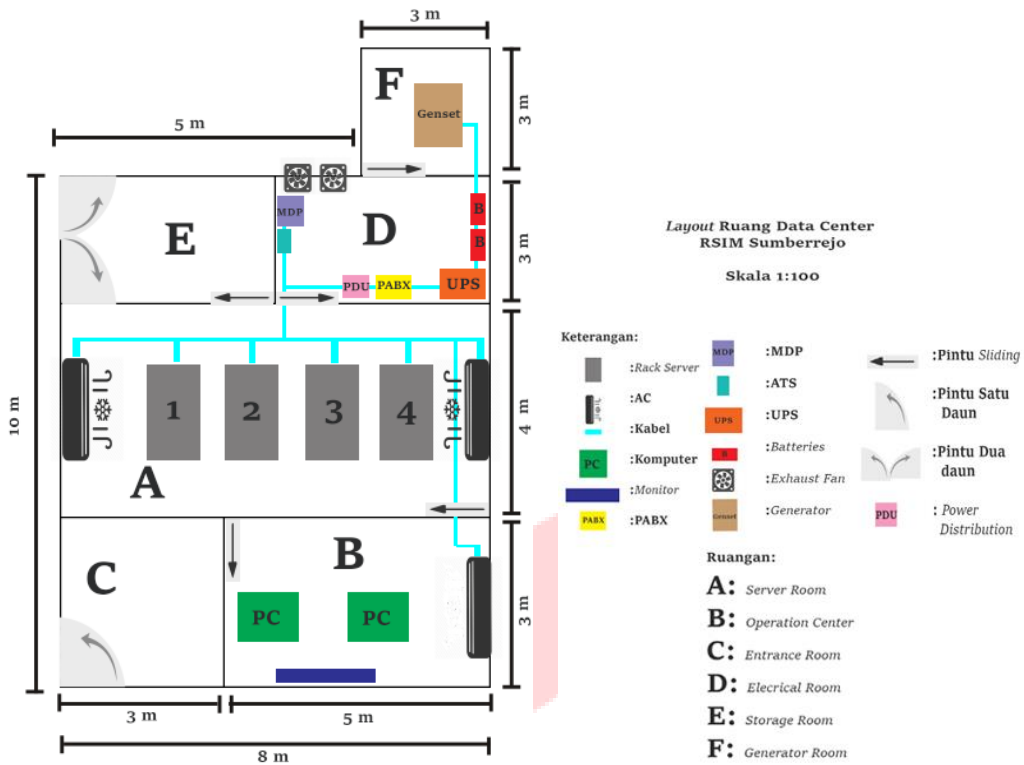 3 m
F
Genset
3 m
5 m
MDP
E
D
B
B
3 m
PDU
PABX
UPS
10 m
1
2
3
4
4 m
A
C
B
PC
PC
3 m
3 m
5 m
8 m
Layout Ruang Data Center
RSIM Sumberrejo
Skala 1:100
Keterangan:
:Rack Server
:AC
:Kabel
PC :Komputer
:Monitor
PABX :PABX
MDP :MDP
:ATS
UPS :UPS
B :Batteries
:Exhaust Fan
Genset :Generator
:Pintu Sliding
:Pintu Satu
Daun
:Pintu Dua
daun
PDU : Power
Distribution
Ruangan:
A: Server Room
B: Operation Center
C: Entrance Room
D: Elecrical Room
E: Storage Room
F: Generator Room